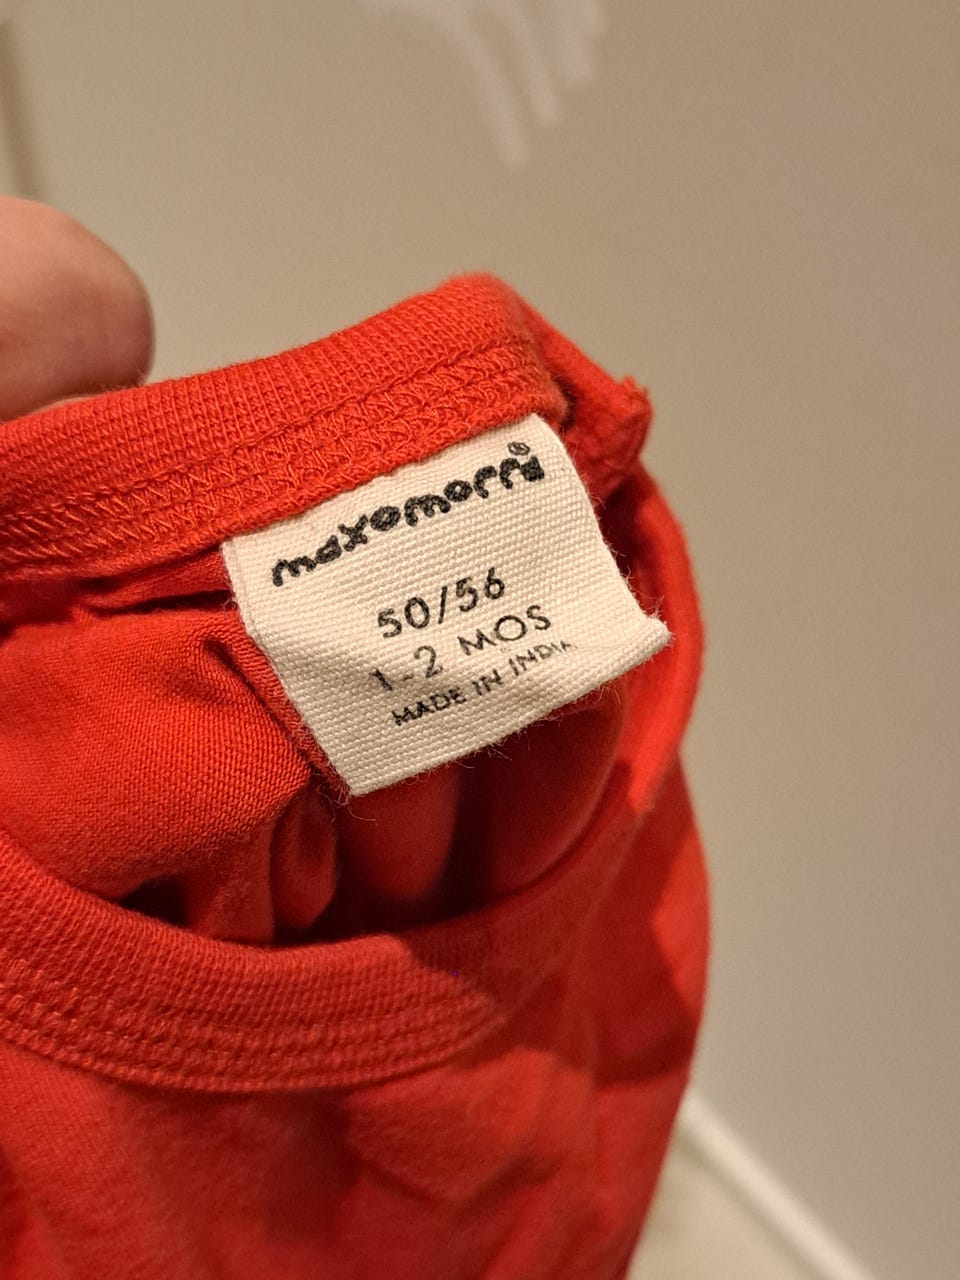 maxomorra®
50/56
1-2 MOS
MADE IN INDIA